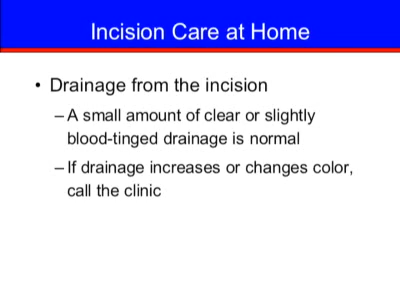 Incision Care at Home
• Drainage from the incision
– A small amount of clear or slightly
blood-tinged drainage is normal
– If drainage increases or changes color,
call the clinic